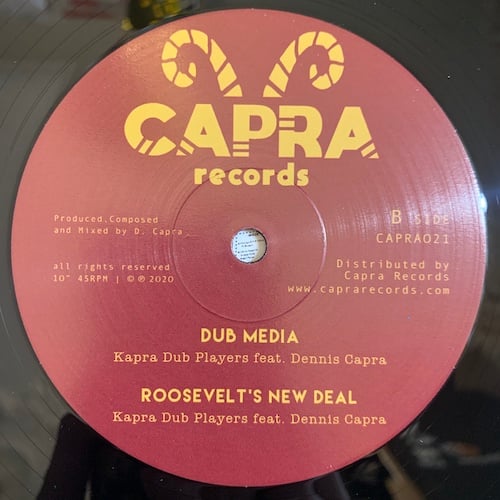 CAPRA
records
Produced,Composed
and Mixed by D. Capra
B SIDE
CAPRA021
all rights reserved
10" 45RPM | © ℗ 2020
Distributed by
Capra Records
www.caprarecords.com
DUB MEDIA
Kapra Dub Players feat. Dennis Capra
ROOSEVELT'S NEW DEAL
Kapra Dub Players feat. Dennis Capra